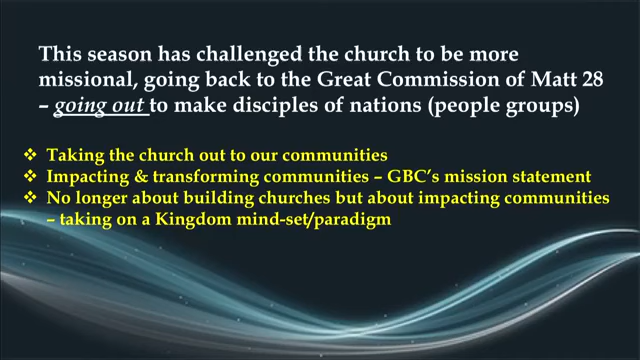 This season has challenged the church to be more
missional, going back to the Great Commission of Matt 28
– going out to make disciples of nations (people groups)
❖ Taking the church out to our communities
❖ Impacting & transforming communities – GBC's mission statement
❖ No longer about building churches but about impacting communities
– taking on a Kingdom mind-set/paradigm